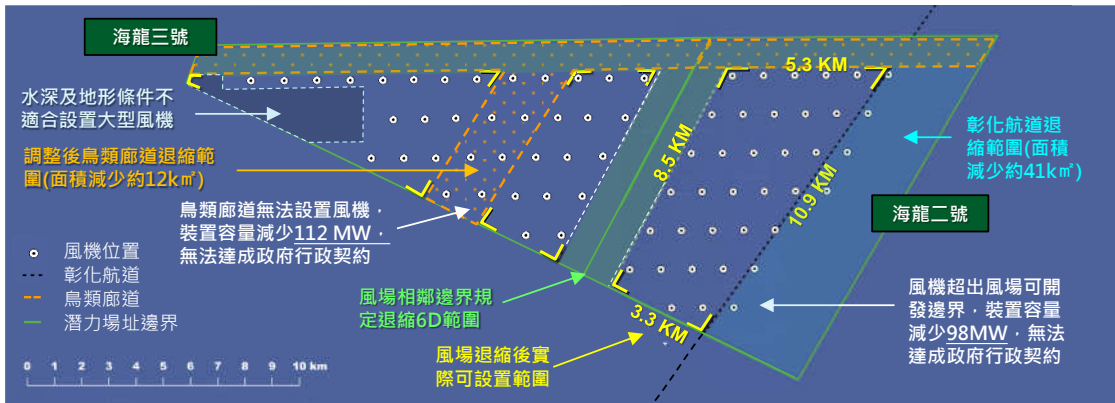 海龍三號
5.3 KM
水深及地形條件不
適合設置大型風機
調整後鳥類廊道退縮範
圍(面積減少約12k㎡)
8.5 KM
10.9 KM
彰化航道退
縮範圍(面積
減少約41k㎡)
海龍二號
鳥類廊道無法設置風機，
裝置容量減少112 MW，
無法達成政府行政契約
風機位置
彰化航道
鳥類廊道
潛力場址邊界
風場相鄰邊界規
定退縮6D範圍
3.3 KM
風場退縮後實
際可設置範圍
風機超出風場可開
發邊界，裝置容量
減少98MW，無法
達成政府行政契約
0 1 2 3 4 5 6 7 8 9 10 km